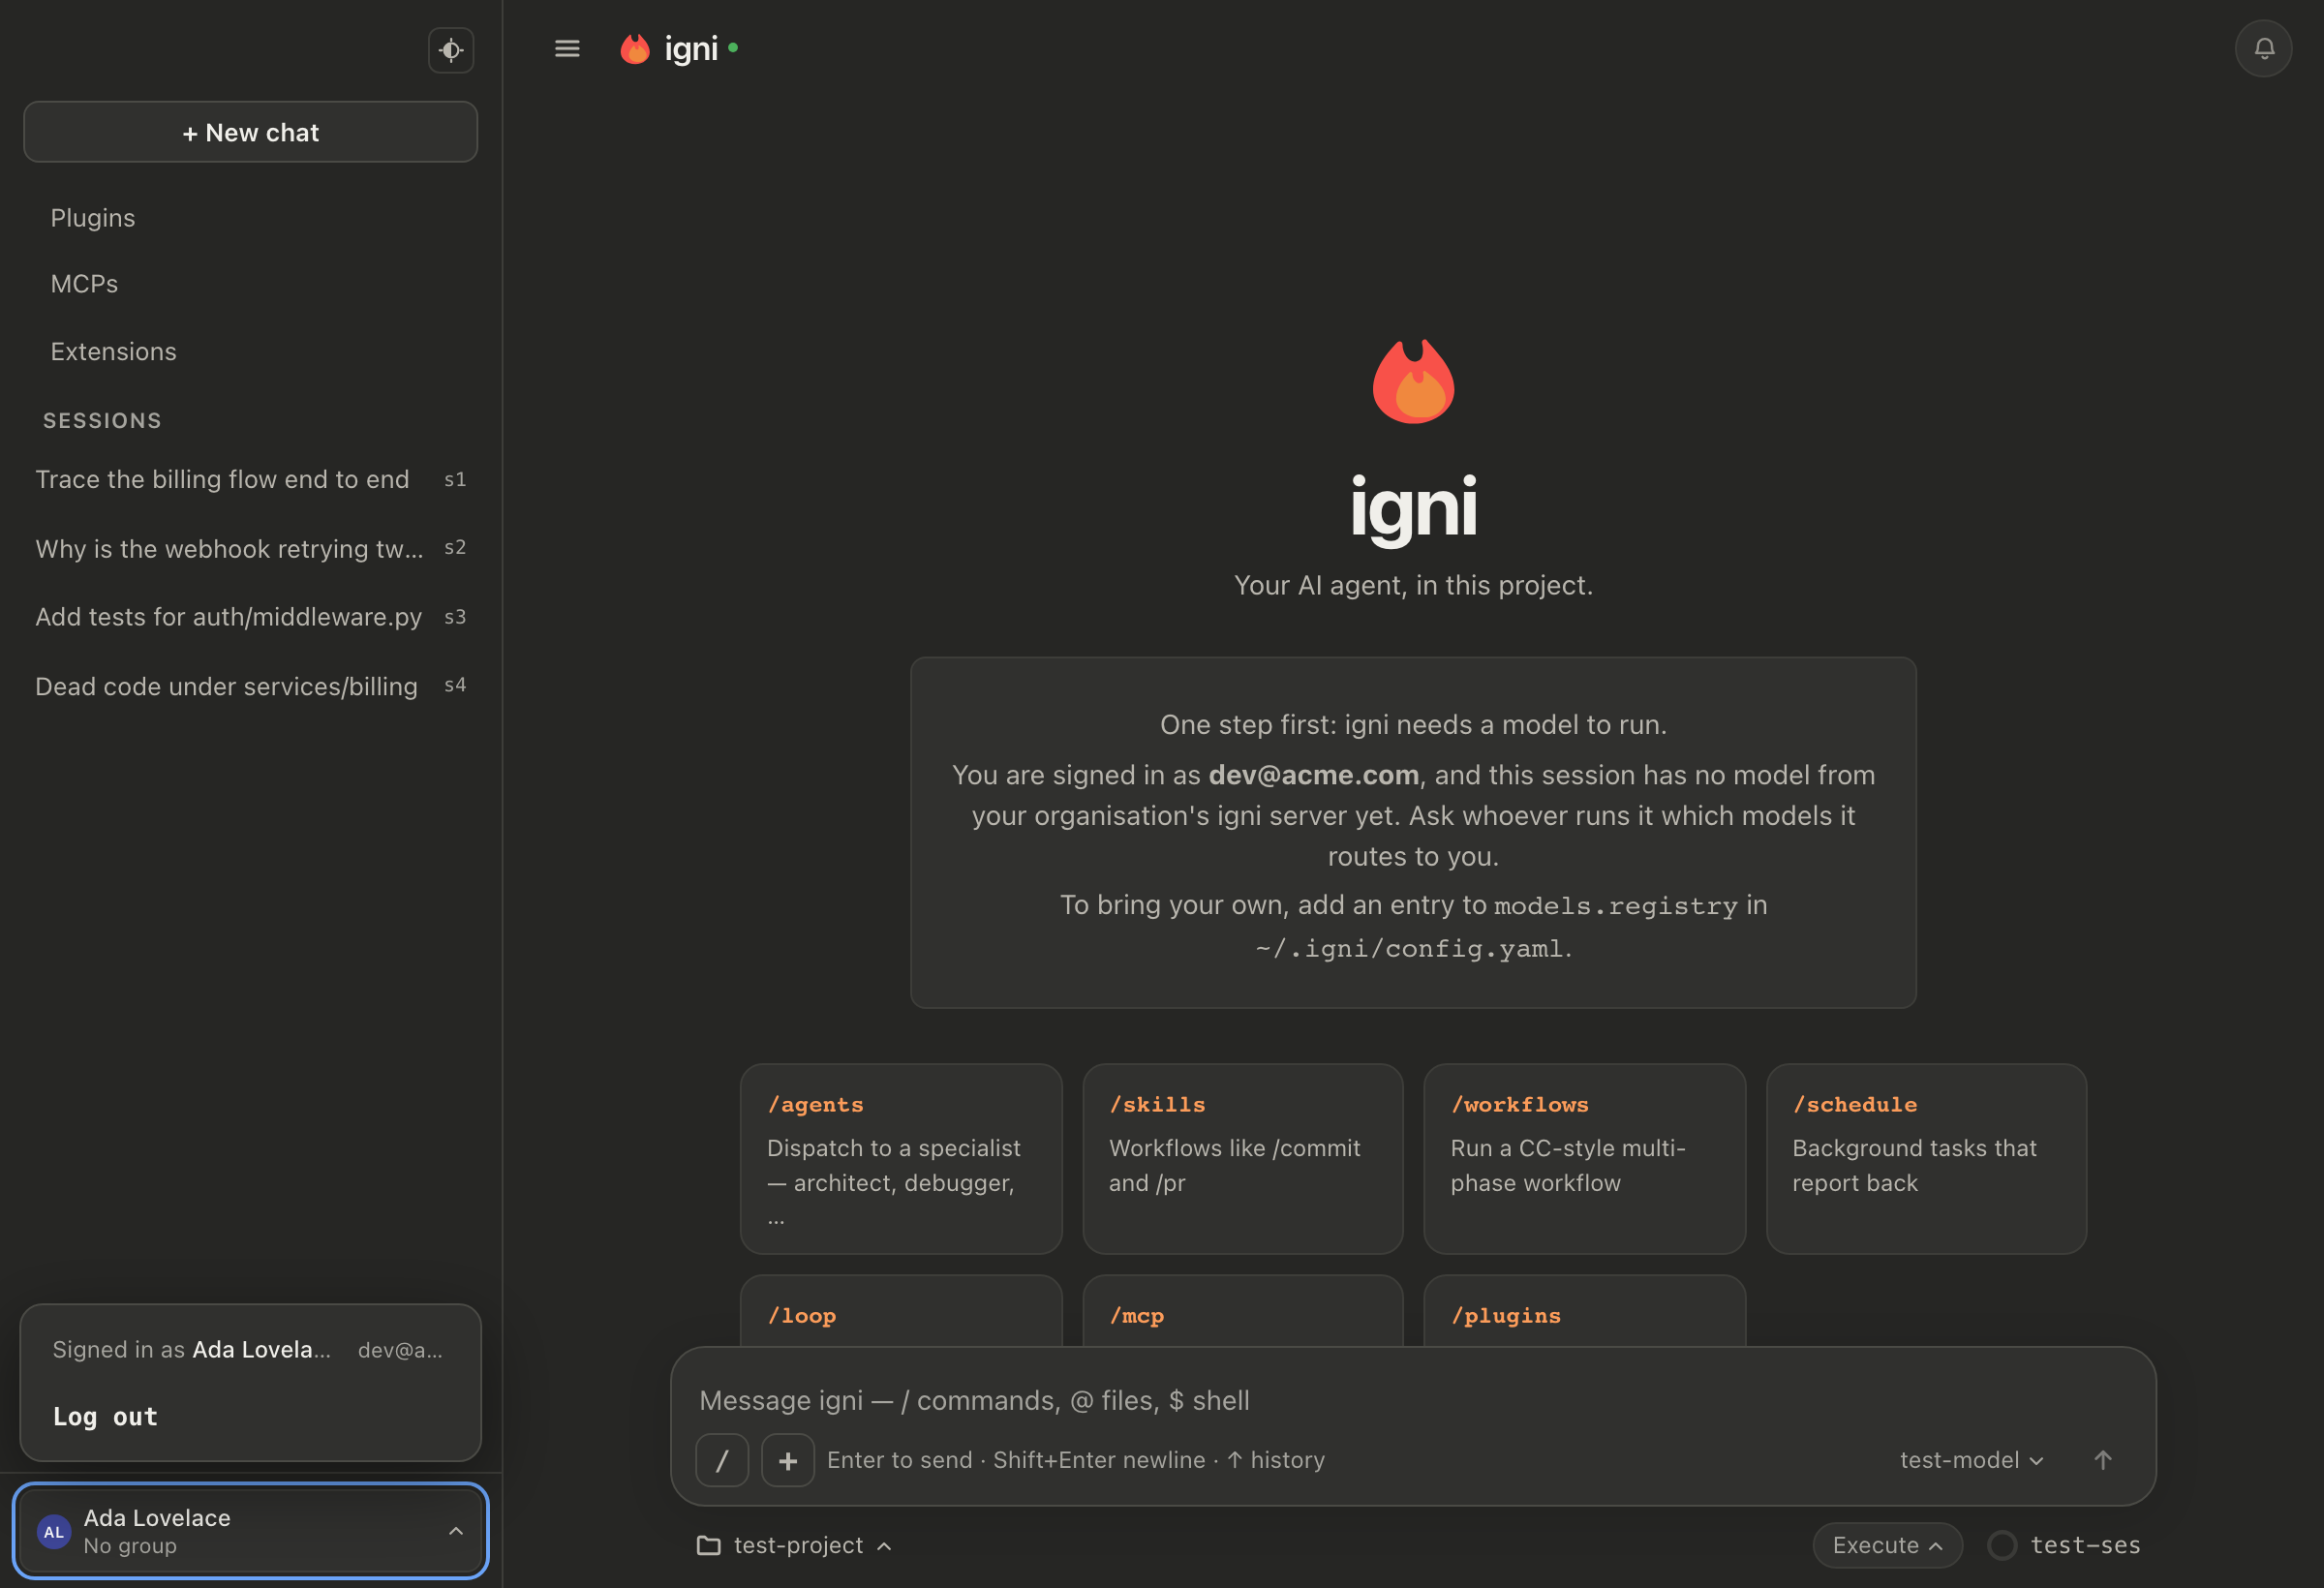 + New chat
Plugins
MCPs
Extensions
SESSIONS
Trace the billing flow end to end s1
Why is the webhook retrying tw... s2
Add tests for auth/middleware.py s3
Dead code under services/billing s4
Signed in as Ada Lovela... dev@a...
Log out
AL
Ada Lovelace
No group
igni
igni
Your AI agent, in this project.
One step first: igni needs a model to run.
You are signed in as dev@acme.com, and this session has no model from
your organisation's igni server yet. Ask whoever runs it which models it
routes to you.
To bring your own, add an entry to models.registry in
~/.igni/config.yaml.
/agents
Dispatch to a specialist
— architect, debugger,
...
/skills
Workflows like /commit
and /pr
/workflows
Run a CC-style multi-
phase workflow
/schedule
Background tasks that
report back
/loop
/mcp
/plugins
Message igni — / commands, @ files, $ shell
/ + Enter to send · Shift+Enter newline · ↑ history
test-model
test-project
Execute
test-ses